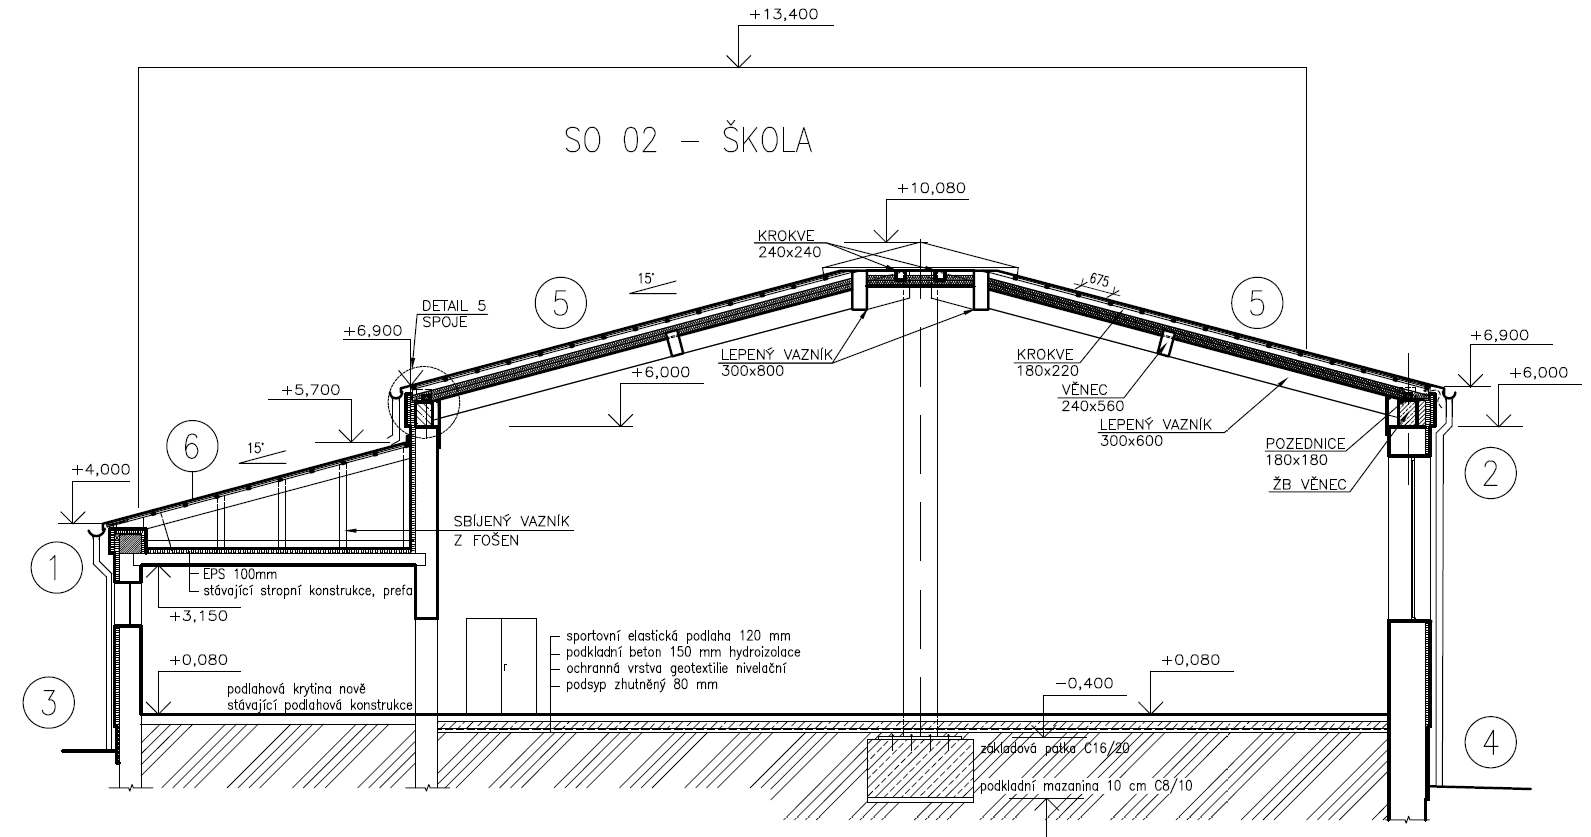 +13,400
SO 02 – ŠKOLA
+10,080
KROKVE
240x240
15°
5
675
5
DETAIL 5
SPOJE
+6,900
+6,900
LEPENÝ VAZNÍK
300x800
KROKVE
180x220
+6,000
+6,000
+5,700
VĚNEC
240x560
LEPENÝ VAZNÍK
300x600
6
15°
POZEDNICE
180x180
+4,000
2
ŽB VĚNEC
SBÍJENÝ VAZNÍK
Z FOŠEN
1
EPS 100mm
stávající stropní konstrukce, prefa
+3,150
r
sportovní elastická podlaha 120 mm
podkladní beton 150 mm hydroizolace
ochranná vrstva geotextilie nivelační
podsyp zhutněný 80 mm
+0,080
+0,080
−0,400
3
podlahová krytina nově
stávající podlahová konstrukce
základová patka C16/20
4
podkladní mazanina 10 cm C8/10